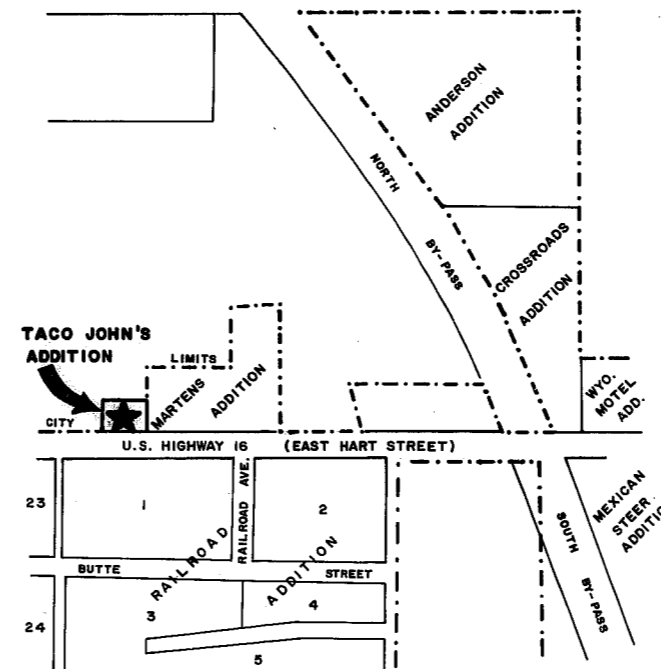 ANDERSON
ADDITION
NORTH
BY-PASS
CROSSROADS
ADDITION
TACO JOHN'S
ADDITION
LIMITS
MARTENS
ADDITION
WYO.
MOTEL
ADD.
CITY
U.S. HIGHWAY 16 (EAST HART STREET)
23
1
RAILROAD AVE.
2
MEXICAN
STEER
ADDITIO
SOUTH
BY-PASS
RAILROAD
ADDITION
BUTTE STREET
3
4
24
5